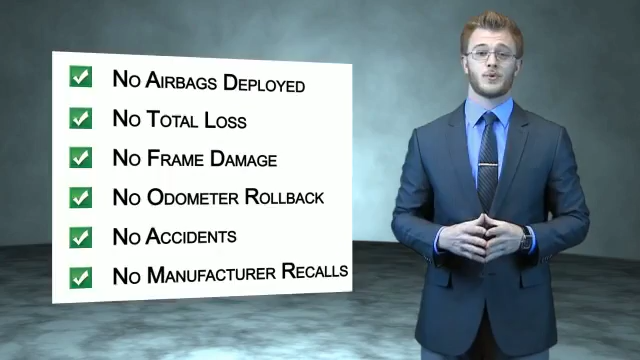 No Airbags Deployed
No Total Loss
No Frame Damage
No Odometer Rollback
No Accidents
No Manufacturer Recalls